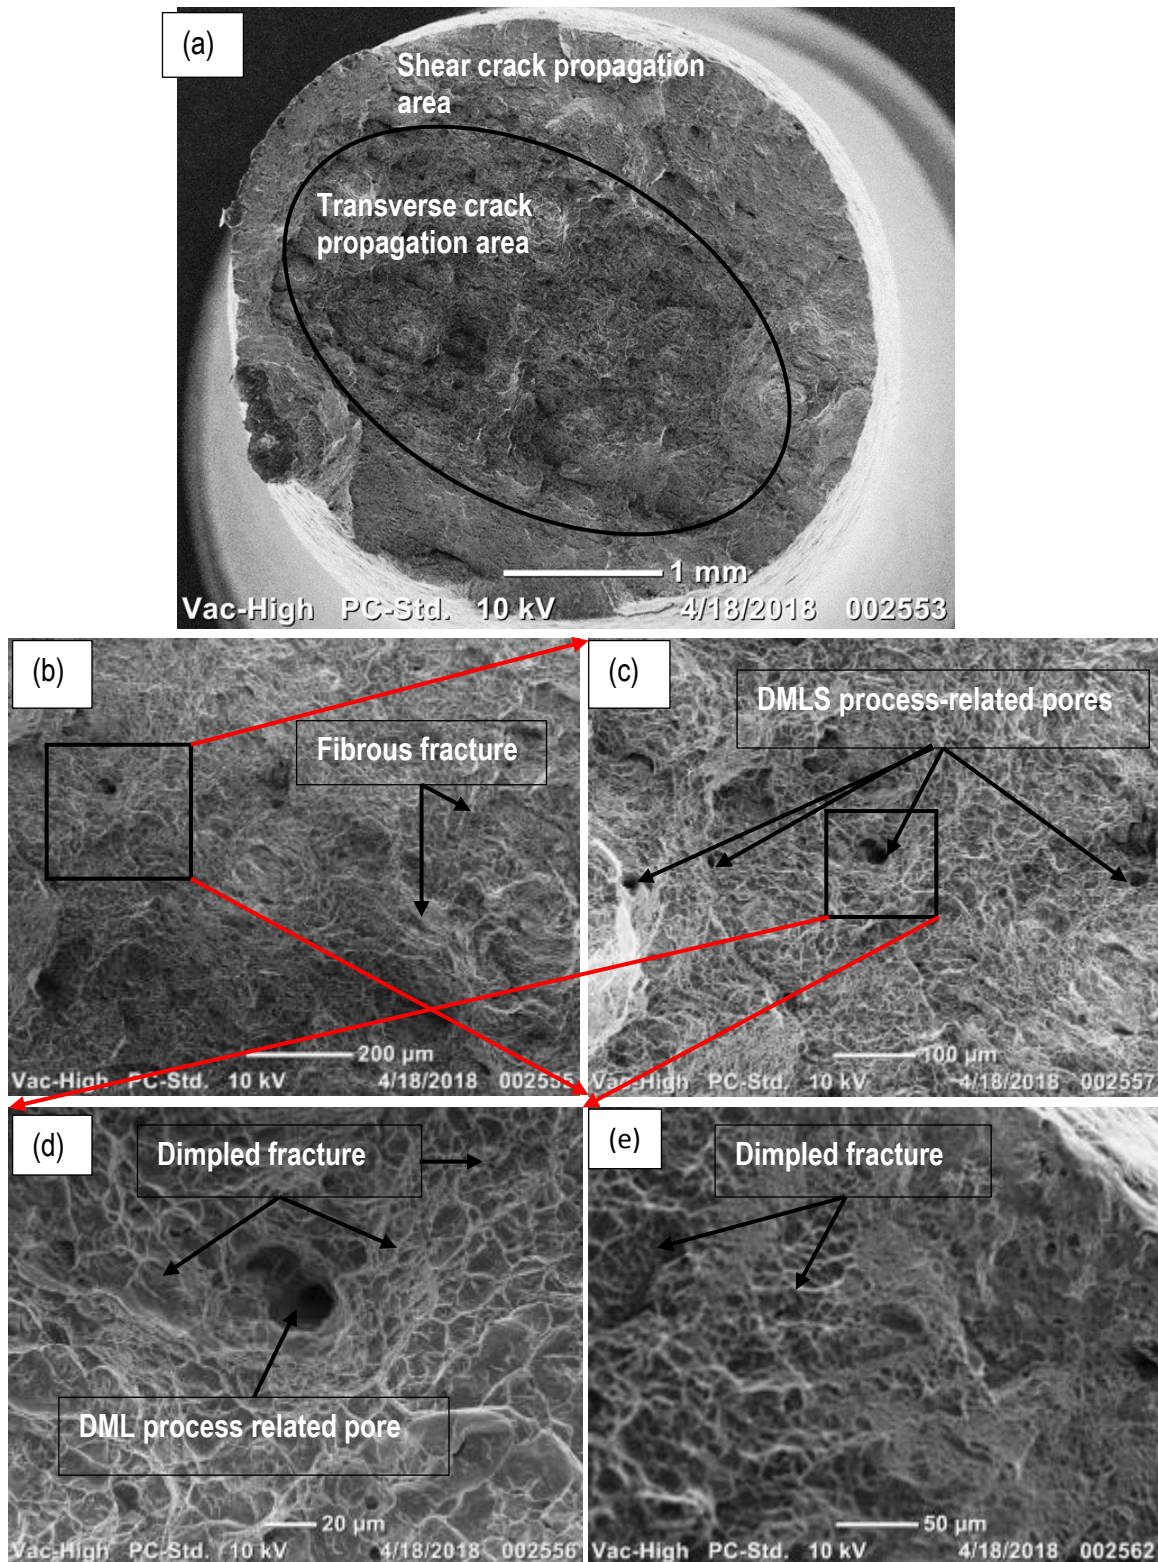 (a)
Shear crack propagation
area
Transverse crack
propagation area
1 mm
Vac-High PC-Std. 10 kV 4/18/2018 002553
(b)
Fibrous fracture
200 µm
Vac-High PC-Std. 10 kV 4/18/2018 002555
(c)
DMLS process-related pores
100 µm
Vac-High PC-Std. 10 kV 4/18/2018 002557
(d)
Dimpled fracture
DML process related pore
20 µm
Vac-High PC-Std. 10 kV 4/18/2018 002556
(e)
Dimpled fracture
50 µm
Vac-High PC-Std. 10 kV 4/18/2018 002562